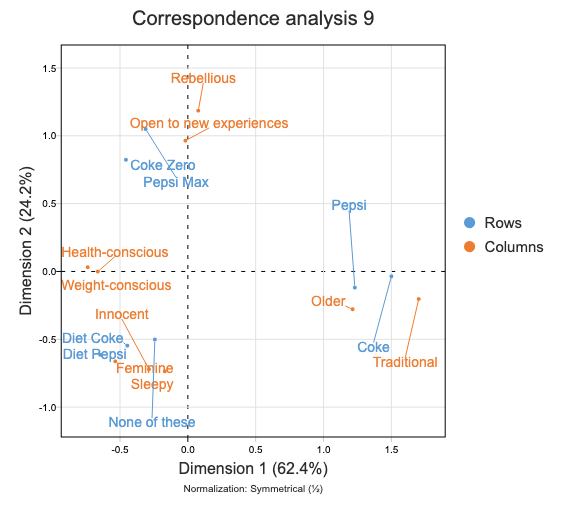 Correspondence analysis 9
Dimension 2 (24.2%)
1.5
1.0
0.5
0.0
-0.5
-1.0
Rebellious
Open to new experiences
Coke Zero
Pepsi Max
Pepsi
Health-conscious
Weight-conscious
Older
Innocent
Diet Coke
Diet Pepsi
Coke
Traditional
Feminine
Sleepy
None of these
Rows
Columns
-0.5
0.0
0.5
1.0
1.5
Dimension 1 (62.4%)
Normalization: Symmetrical (½)